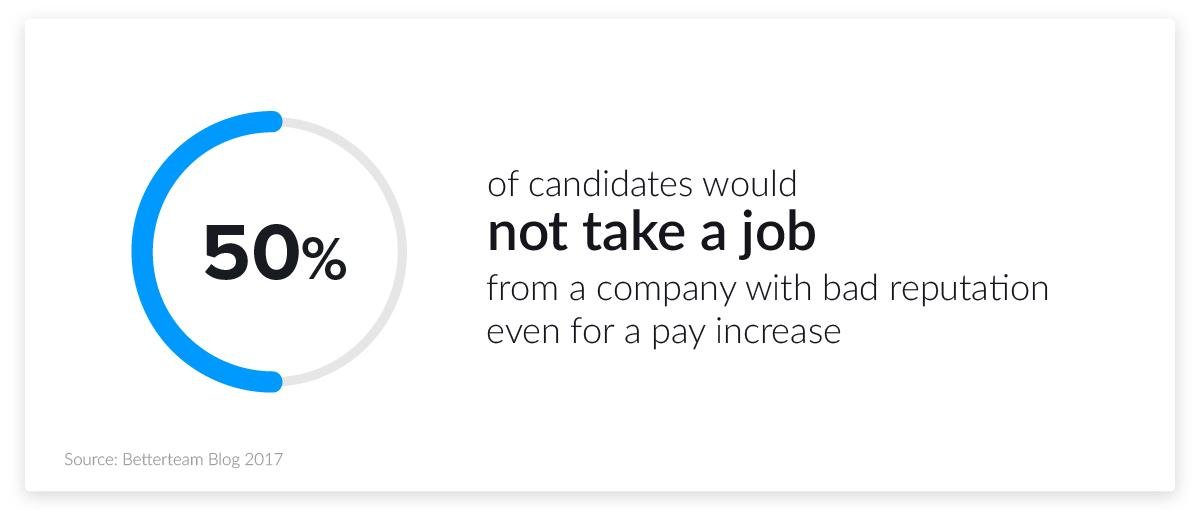 50%
of candidates would
not take a job
from a company with bad reputation
even for a pay increase
Source: Betterteam Blog 2017